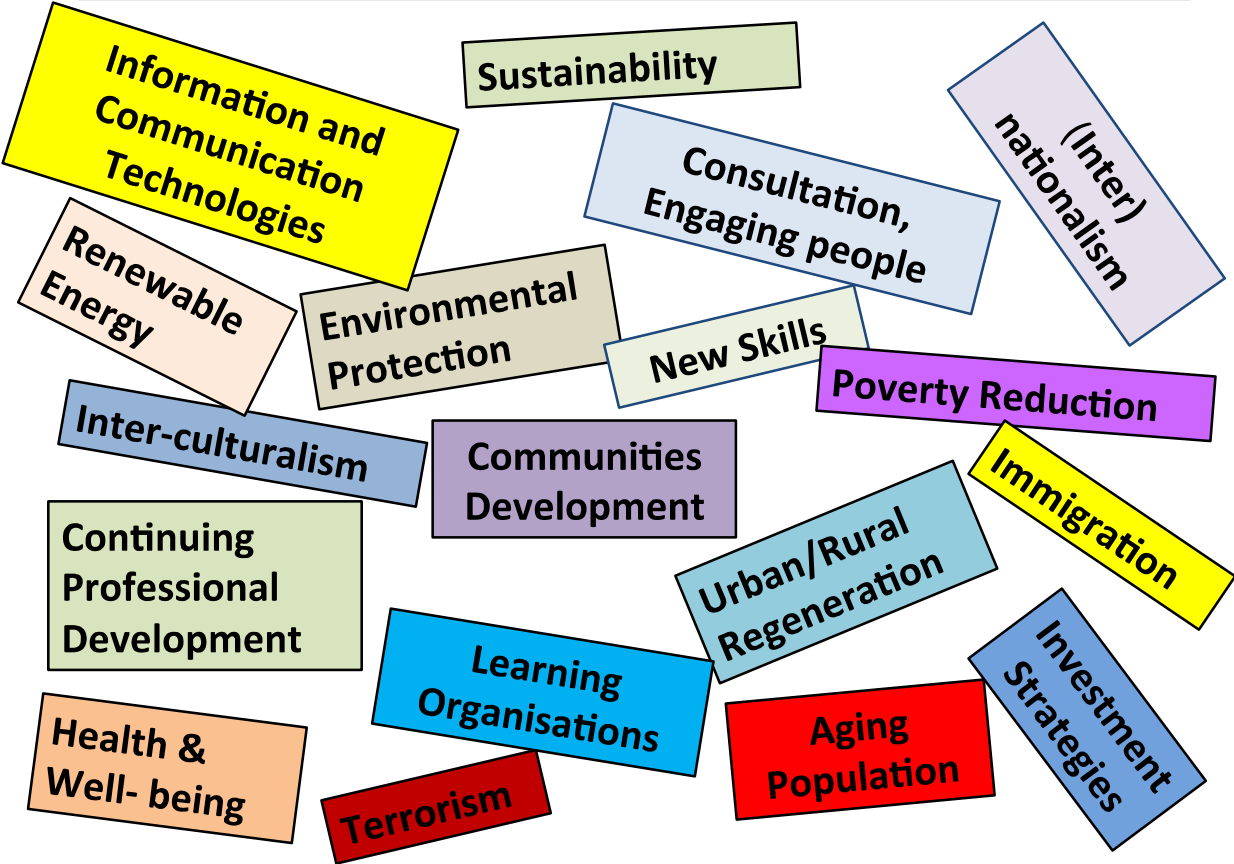 Information and
Communication
Technologies
Sustainability
(Inter)
nationalism
Consultation,
Engaging people
Renewable
Energy
Environmental
Protection
New Skills
Poverty Reduction
Inter-culturalism
Communities
Development
Immigration
Continuing
Professional
Development
Urban/Rural
Regeneration
Learning
Organisations
Investment
Strategies
Health &
Well- being
Terrorism
Aging
Population